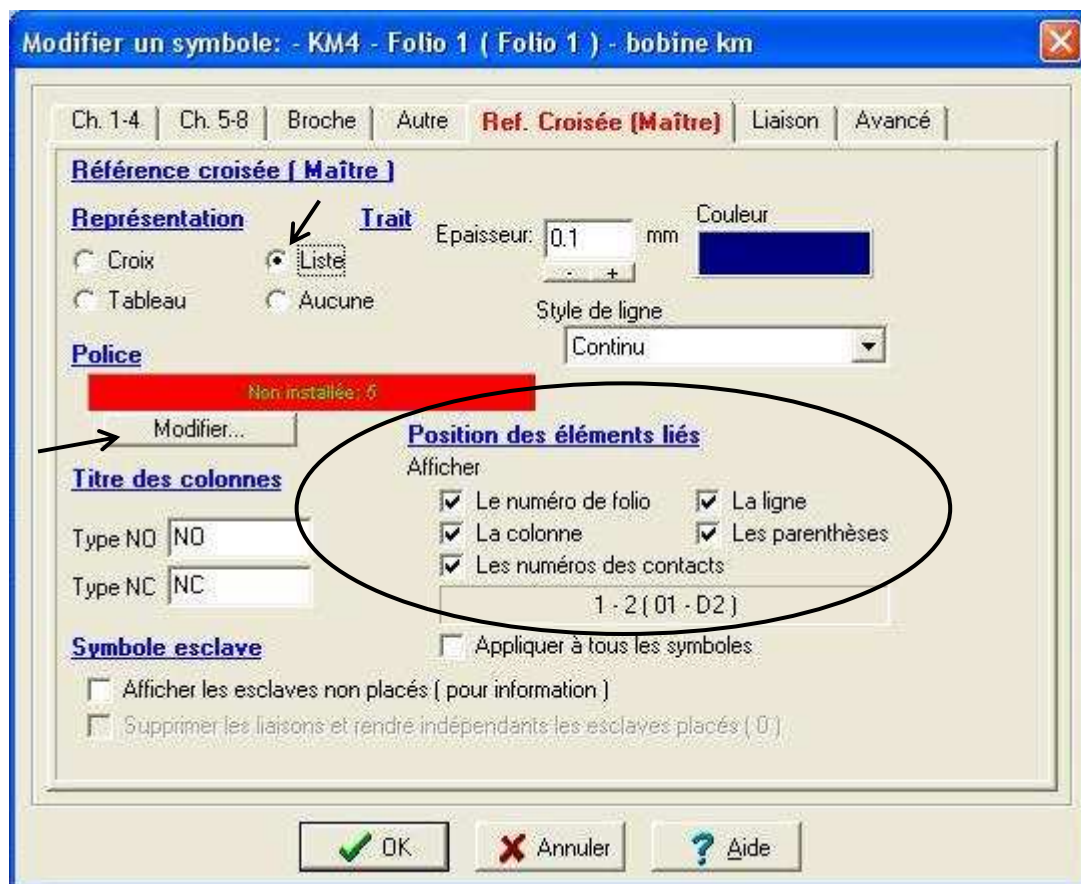 Modifier un symbole: - KM4 - Folio 1 ( Folio 1 ) - bobine km
Ch. 1-4 Ch. 5-8 Broche Autre Ref. Croisée (Maître) Liaison Avancé
Référence croisée ( Maître )
Représentation Trait Couleur
Epaisseur: 0.1 mm
Croix Liste
- +
Tableau Aucune
Style de ligne
Continu
Police
Non installée: 6
Modifier...
Position des éléments liés
Afficher
Titre des colonnes
Le numéro de folio La ligne
Type NO NO La colonne Les parenthèses
Les numéros des contacts
Type NC NC
1 - 2 ( 01 - D2 )
Symbole esclave Appliquer à tous les symboles
Afficher les esclaves non placés ( pour information )
Supprimer les liaisons et rendre indépendants les esclaves placés ( 0 )
OK Annuler Aide